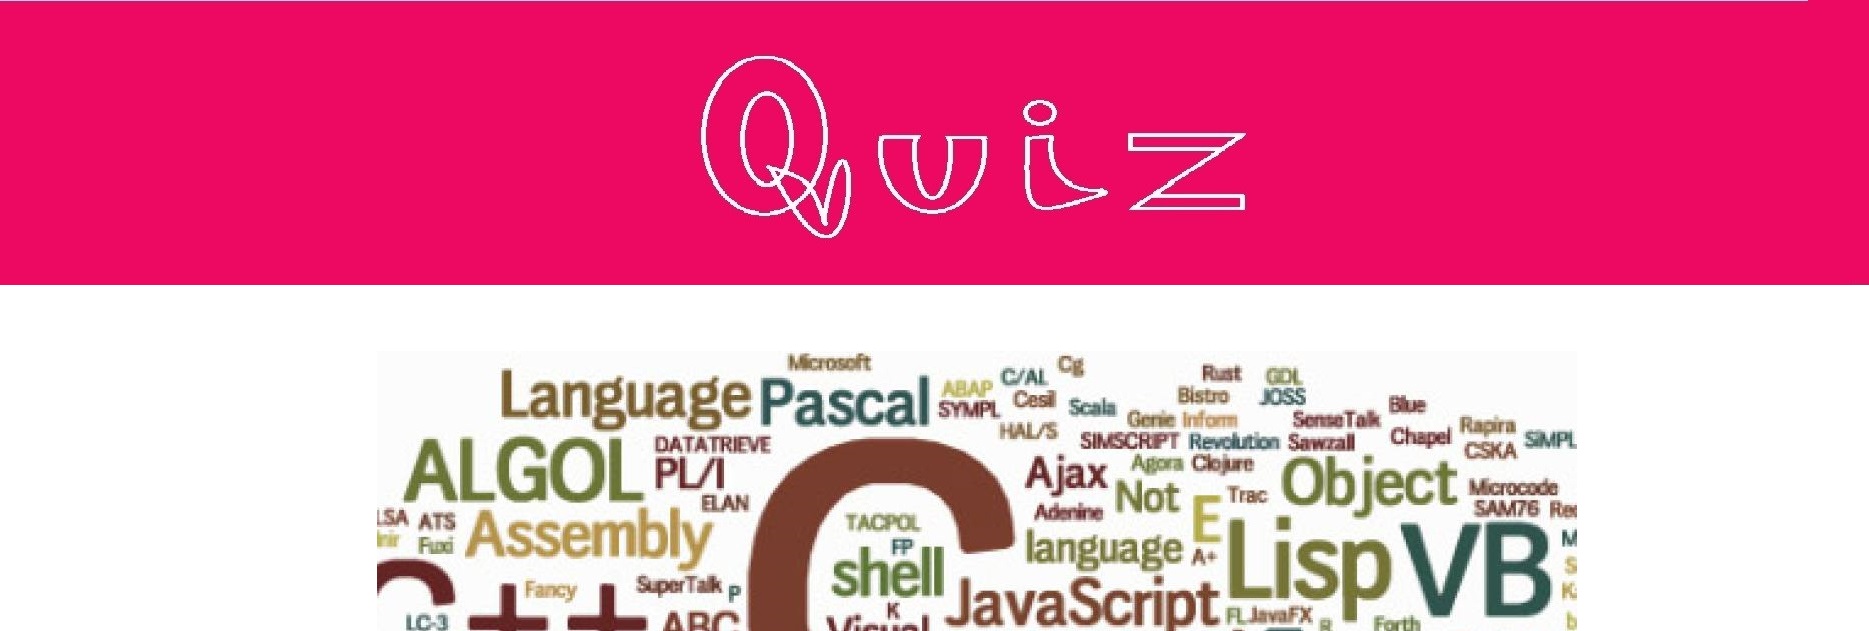 Quiz
Microsoft
Language Pascal ABAP C/AL Cg Rust GDL
SYMPL Cesil Scala Bistro JOSS
HAL/S Genie Inform SenseTalk Blue
ALGOL DATATRIEVE SIMSCRIPT Revolution Sawzall Chapel Rapira SiMPL
PL/I Ajax Agora Clojure Object CSKA
ELAN Not E Trac Microcode
LSA ATS Assembly TACPOL Adenine SAM76
Fuxi FP language A+ Lisp VB
C++ Fancy SuperTalk P shell JavaScript
LC-3 ABC K Visual FL JavaFX R Forth
C